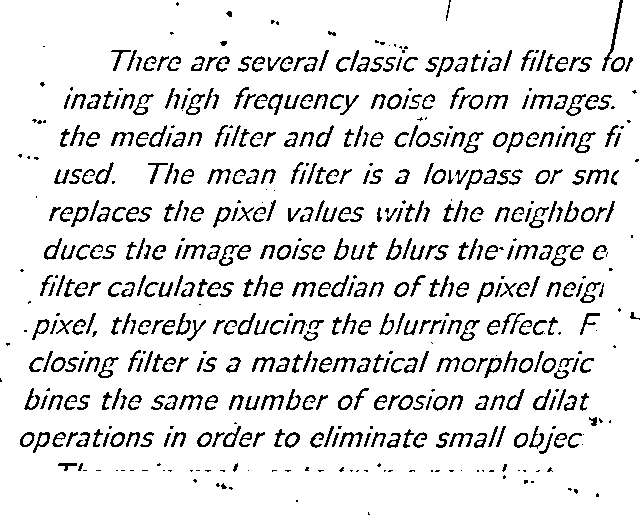 There are several classic spatial filters for
inating high frequency noise from images.
the median filter and the closing opening fi
used. The mean filter is a lowpass or smo
replaces the pixel values with the neighborh
duces the image noise but blurs the image e
filter calculates the median of the pixel neig
pixel, thereby reducing the blurring effect. F
closing filter is a mathematical morphologic
bines the same number of erosion and dilat
operations in order to eliminate small objec